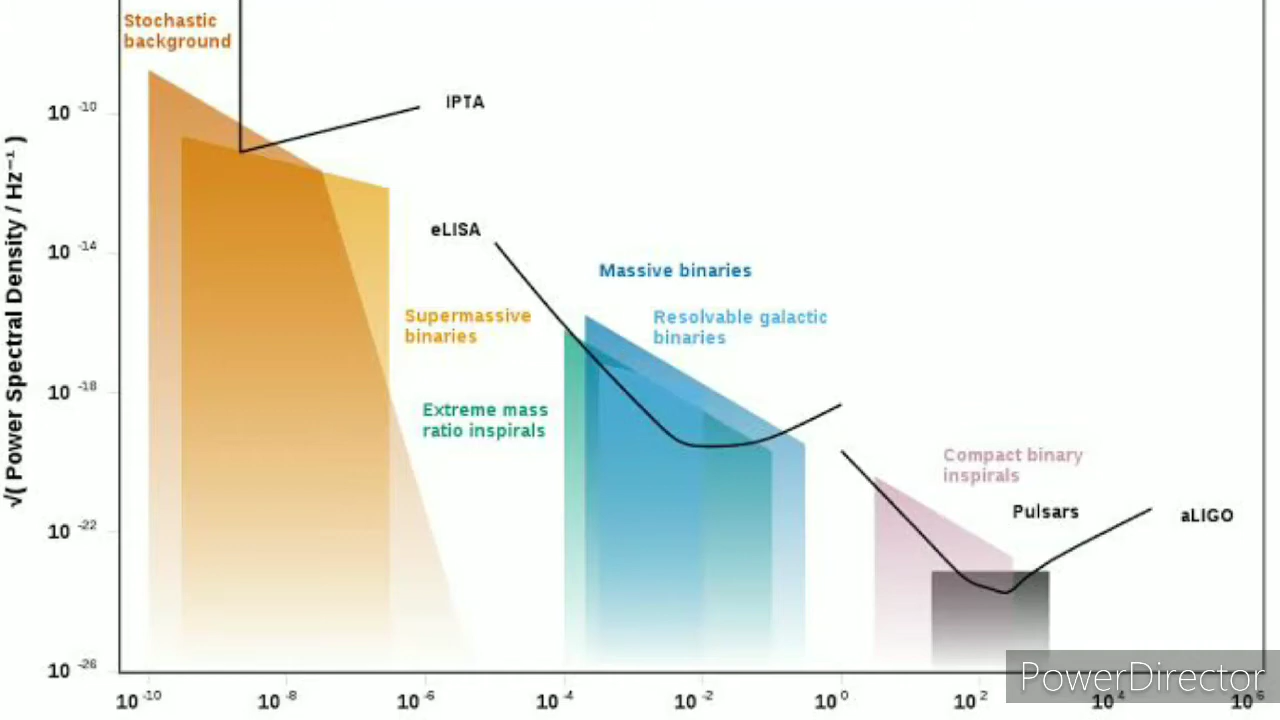 Stochastic
background
IPTA
10 -10
eLISA
10 -14
Massive binaries
Supermassive
binaries
Resolvable galactic
binaries
10 -18
Extreme mass
ratio inspirals
Compact binary
inspirals
Pulsars
aLIGO
10 -22
10 -26
√( Power Spectral Density / Hz⁻¹ )
PowerDirector
10 -10 10 -8 10 -6 10 -4 10 -2 10 0 10 2 10 4 10 6